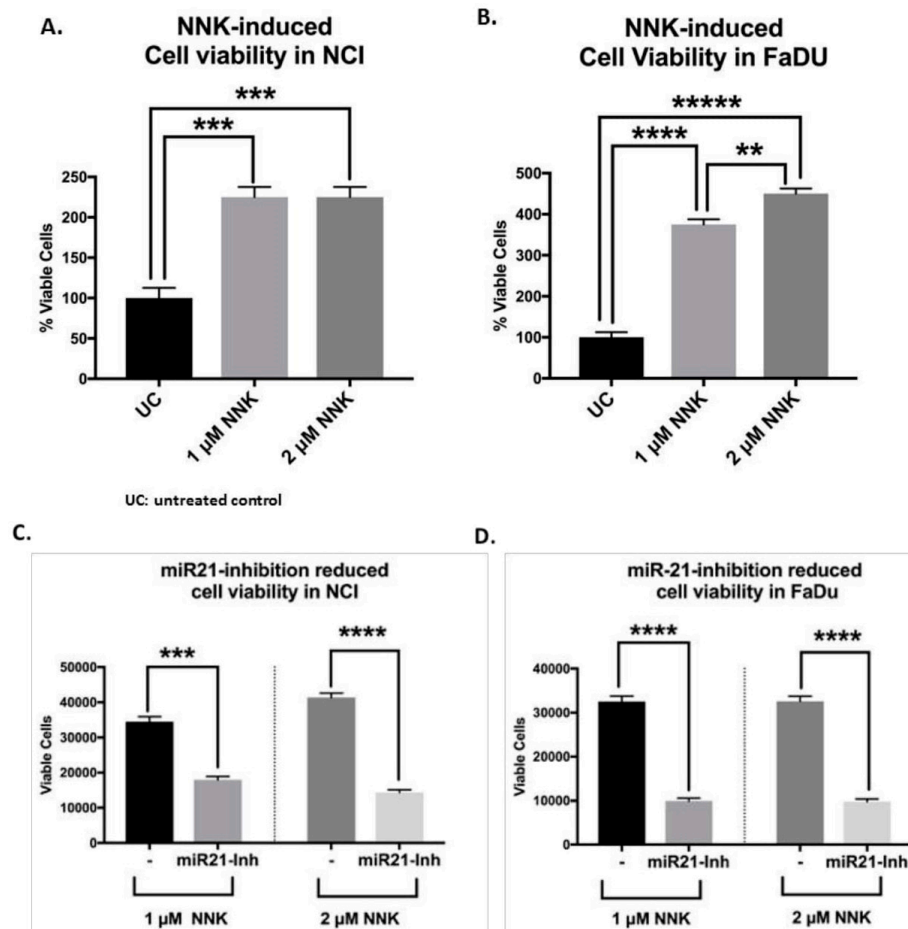 A.
NNK-induced
Cell viability in NCI
***
***
% Viable Cells
250
200
150
100
50
0
UC
1 µM NNK
2 µM NNK
UC: untreated control
B.
NNK-induced
Cell Viability in FaDU
*****
****
**
% Viable Cells
500
400
300
200
100
0
UC
1 µM NNK
2 µM NNK
C.
miR21-inhibition reduced
cell viability in NCI
***
****
Viable Cells
50000
40000
30000
20000
10000
0
-
miR21-Inh
-
miR21-Inh
1 µM NNK
2 µM NNK
D.
miR-21-inhibition reduced
cell viability in FaDu
****
****
Viable Cells
40000
30000
20000
10000
0
-
miR21-Inh
-
miR21-Inh
1 µM NNK
2 µM NNK